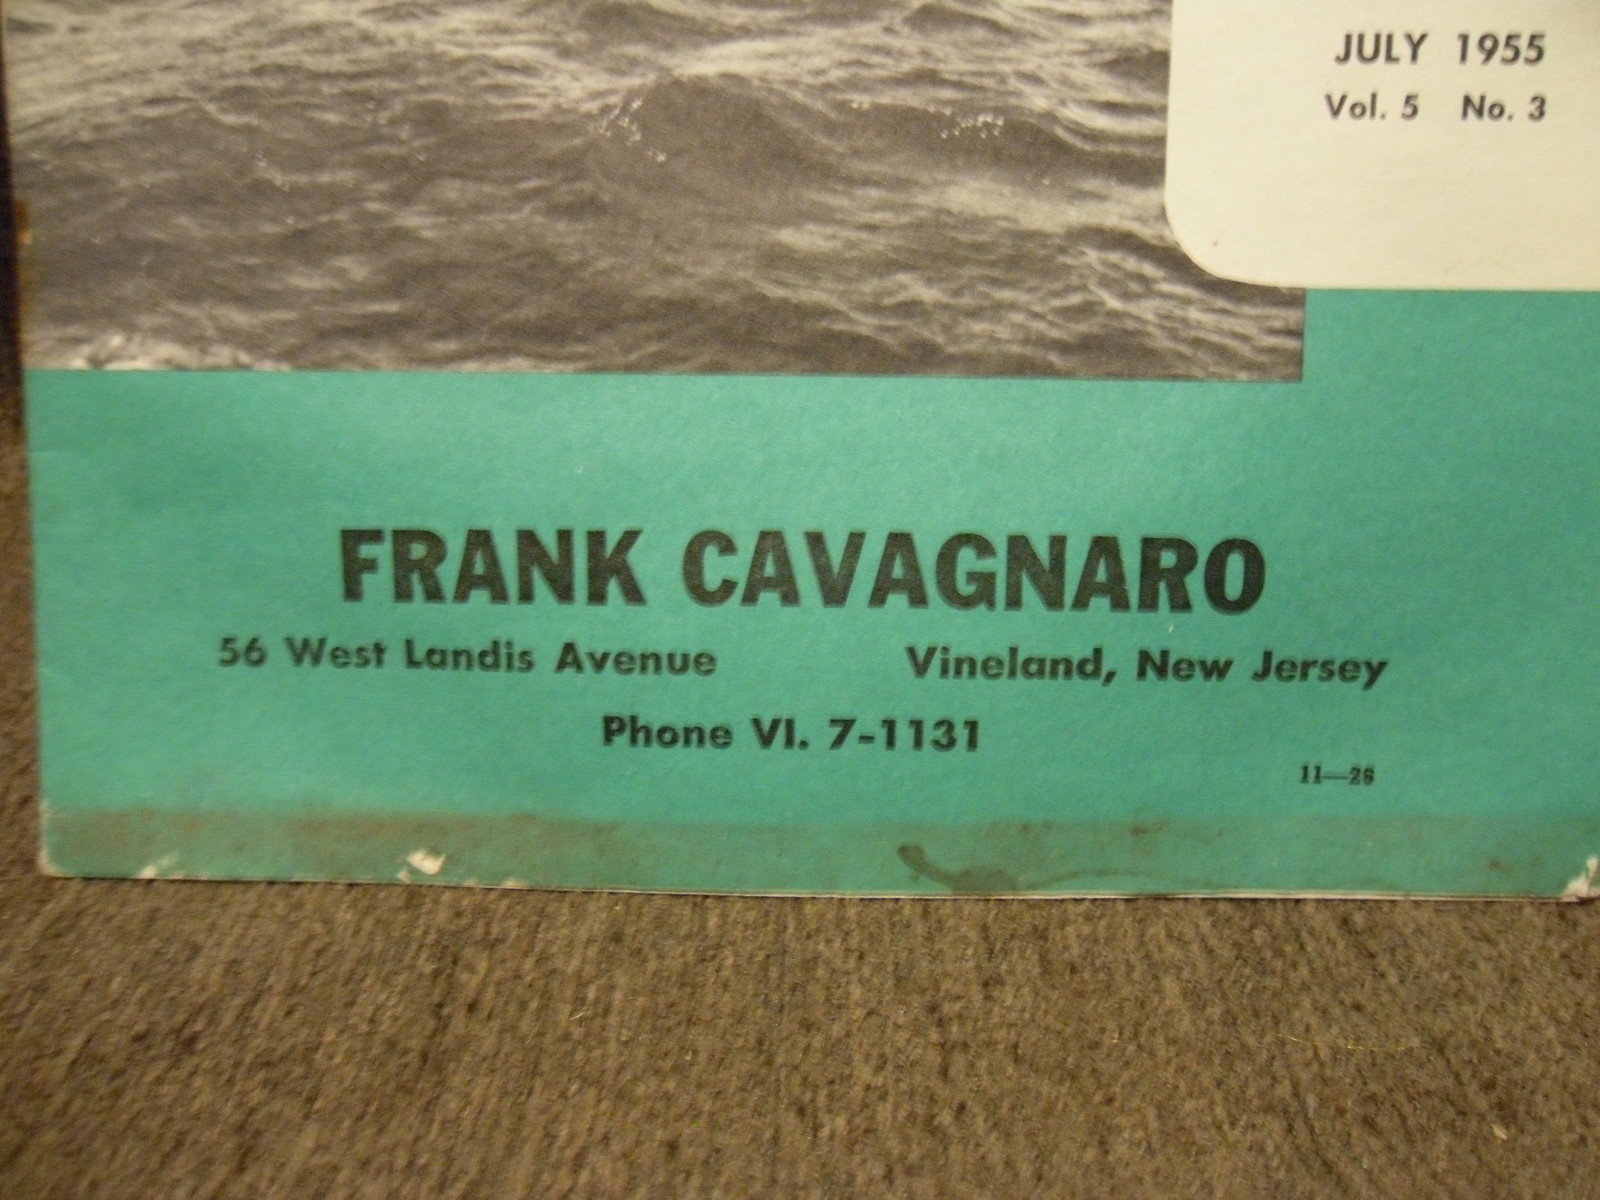 JULY 1955
Vol. 5 No. 3
FRANK CAVAGNARO
56 West Landis Avenue Vineland, New Jersey
Phone VI. 7-1131
11—26